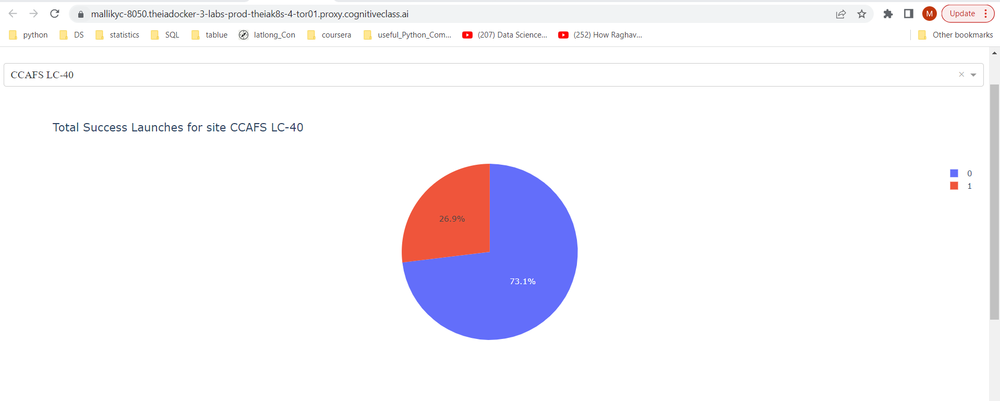 mallikyc-8050.theiadocker-3-labs-prod-theiak8s-4-tor01.proxy.cognitiveclass.ai
M
Update
python
DS
statistics
SQL
tablue
latlong_Con
coursera
useful_Python_Com...
(207) Data Science...
(252) How Raghav...
Other bookmarks
CCAFS LC-40
Total Success Launches for site CCAFS LC-40
0
1
26.9%
73.1%